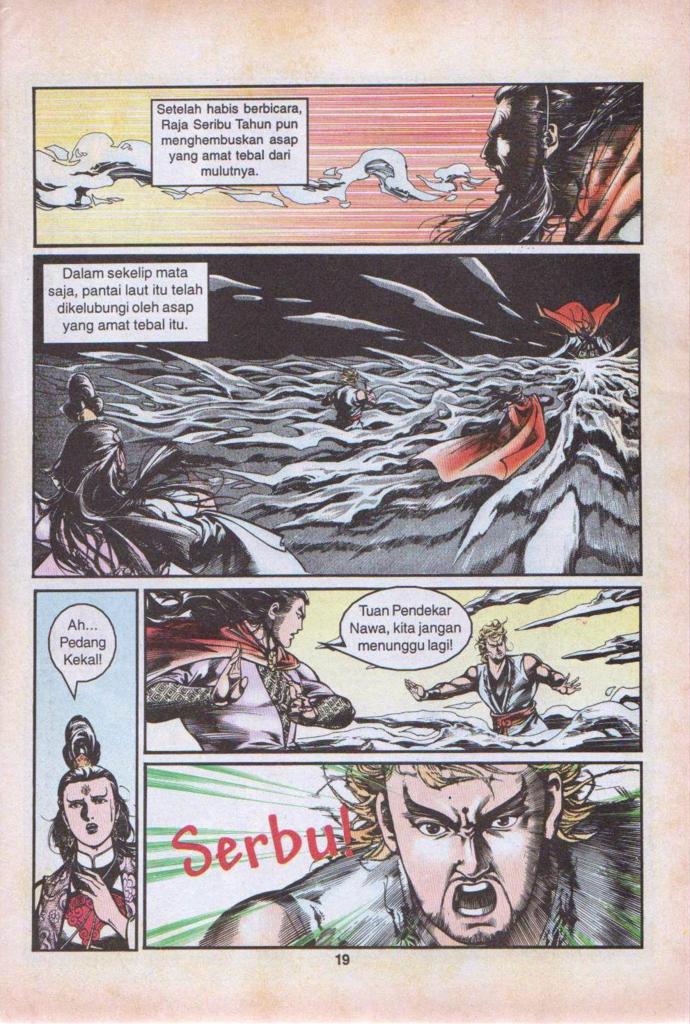 Setelah habis berbicara,
Raja Seribu Tahun pun
menghembuskan asap
yang amat tebal dari
mulutnya.
Dalam sekelip mata
saja, pantai laut itu telah
dikelubungi oleh asap
yang amat tebal itu.
Ah...
Pedang
Kekal!
Tuan Pendekar
Nawa, kita jangan
menunggu lagi!
Serbu!
19